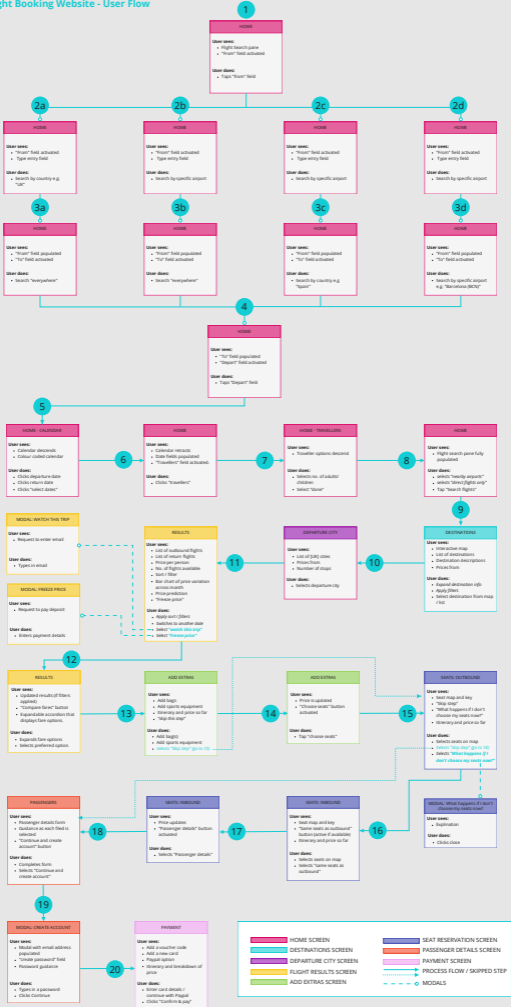 ght Booking Website - User Flow
1
HOME
User sees:
Flight Search pane
"From" field activated
User does:
Taps "from" field
2a
2b
2c
2d
HOME
User sees:
"From" field activated
Type entry field
User does:
Search by country e.g.
"UK"
HOME
User sees:
"From" field activated
Type entry field
User does:
Search by specific airport
HOME
User sees:
"From" field activated
Type entry field
User does:
Search by specific airport
HOME
User sees:
"From" field activated
Type entry field
User does:
Search by specific airport
3a
3b
3c
3d
HOME
User sees:
"From" field populated
"To" field activated
User does:
Search "everywhere"
HOME
User sees:
"From" field populated
"To" field activated
User does:
Search "everywhere"
HOME
User sees:
"From" field populated
"To" field activated
User does:
Search by country e.g
"Spain"
HOME
User sees:
"From" field populated
"To" field activated
User does:
Search by specific airport
e.g. "Barcelona (BCN)"
4
HOME
User sees:
"To" field populated
"Depart" field activated
User does:
Taps "Depart" field
5
HOME - CALENDAR
User sees:
Calendar descends
Colour coded calendar
User does:
Clicks departure date
Clicks return date
Clicks "select dates"
6
HOME
User sees:
Calendar retracts
Date fields populated
"Travellers" field activated
User does:
Clicks "travellers"
7
HOME - TRAVELLERS
User sees:
Traveller options descend
User does:
Selects no. of adults/
children
Select "done"
8
HOME
User sees:
Flight search pane fully
populated
User does:
selects "nearby airports"
selects "direct flights only"
Tap "Search flights"
9
MODAL: WATCH THIS TRIP
User sees:
Request to enter email
User does:
Types in email
MODAL: FREEZE PRICE
User sees:
Request to pay deposit
User does:
Enters payment details
RESULTS
User sees:
List of outbound flights
List of return flights
Price per person
No. of flights available
Sort / filter
Bar chart of price variation
across month
Price prediction
"Freeze price"
User does:
Apply sort / filters
Switches to another date
Select "watch this trip"
Select "freeze price"
11
DEPARTURE CITY
User sees:
List of [UK] cities
Prices from
Number of stops
User does:
Selects departure city
10
DESTINATIONS
User sees:
Interactive map
List of destinations
Destination descriptions
Prices from
User does:
Expand destination info
Apply filters
Select destination from map
/ list
12
RESULTS
User sees:
Updated results (if filters
applied)
"Compare fares" button
Expandable accordion that
displays fare options.
User does:
Expands fare options
Selects preferred option.
13
ADD EXTRAS
User sees:
Add bags
Add sports equipment
Itinerary and price so far
"Skip this step"
User does:
Add bag(s)
Add sports equipment
14
ADD EXTRAS
User sees:
Price is updated
"Choose seats" button
activated
User does:
Tap "choose seats"
15
SEATS: OUTBOUND
User sees:
Seat map and key
"Skip step"
"What happens if I don't
choose my seats now?"
Itinerary and price so far
User does:
Selects seats on map
Selects "What happens if I
don't choose my seats now?"
PASSENGERS
User sees:
Passenger details form
Guidance as each filed is
selected
"Continue and create
account" button
User does:
Completes form
Selects "Continue and
create account"
18
SEATS: INBOUND
User sees:
Price updates
"Passenger details" button
activated
User does:
Selects "Passenger details"
17
SEATS: INBOUND
User sees:
Seat map and key
"Same seats as outbound"
button (active if available)
Itinerary and price so far
User does:
Selects seats on map
Selects "Same seats as
outbound"
16
MODAL: What happens if I don't
choose my seats now?
User sees:
Explanation
User does:
Clicks close
19
MODAL: CREATE ACCOUNT
User sees:
Modal with email address
populated
"create password" field
Password guidance
User does:
Types in a password
Clicks Continue
20
PAYMENT
User sees:
Add a voucher code
Add a new card
Paypal option
Itinerary and breakdown of
price
User does:
Enter card details /
continue with Paypal
Clicks "Confirm & pay"
HOME SCREEN
DESTINATIONS SCREEN
DEPARTURE CITY SCREEN
FLIGHT RESULTS SCREEN
ADD EXTRAS SCREEN
SEAT RESERVATION SCREEN
PASSENGER DETAILS SCREEN
PAYMENT SCREEN
PROCESS FLOW / SKIPPED STEP
MODALS